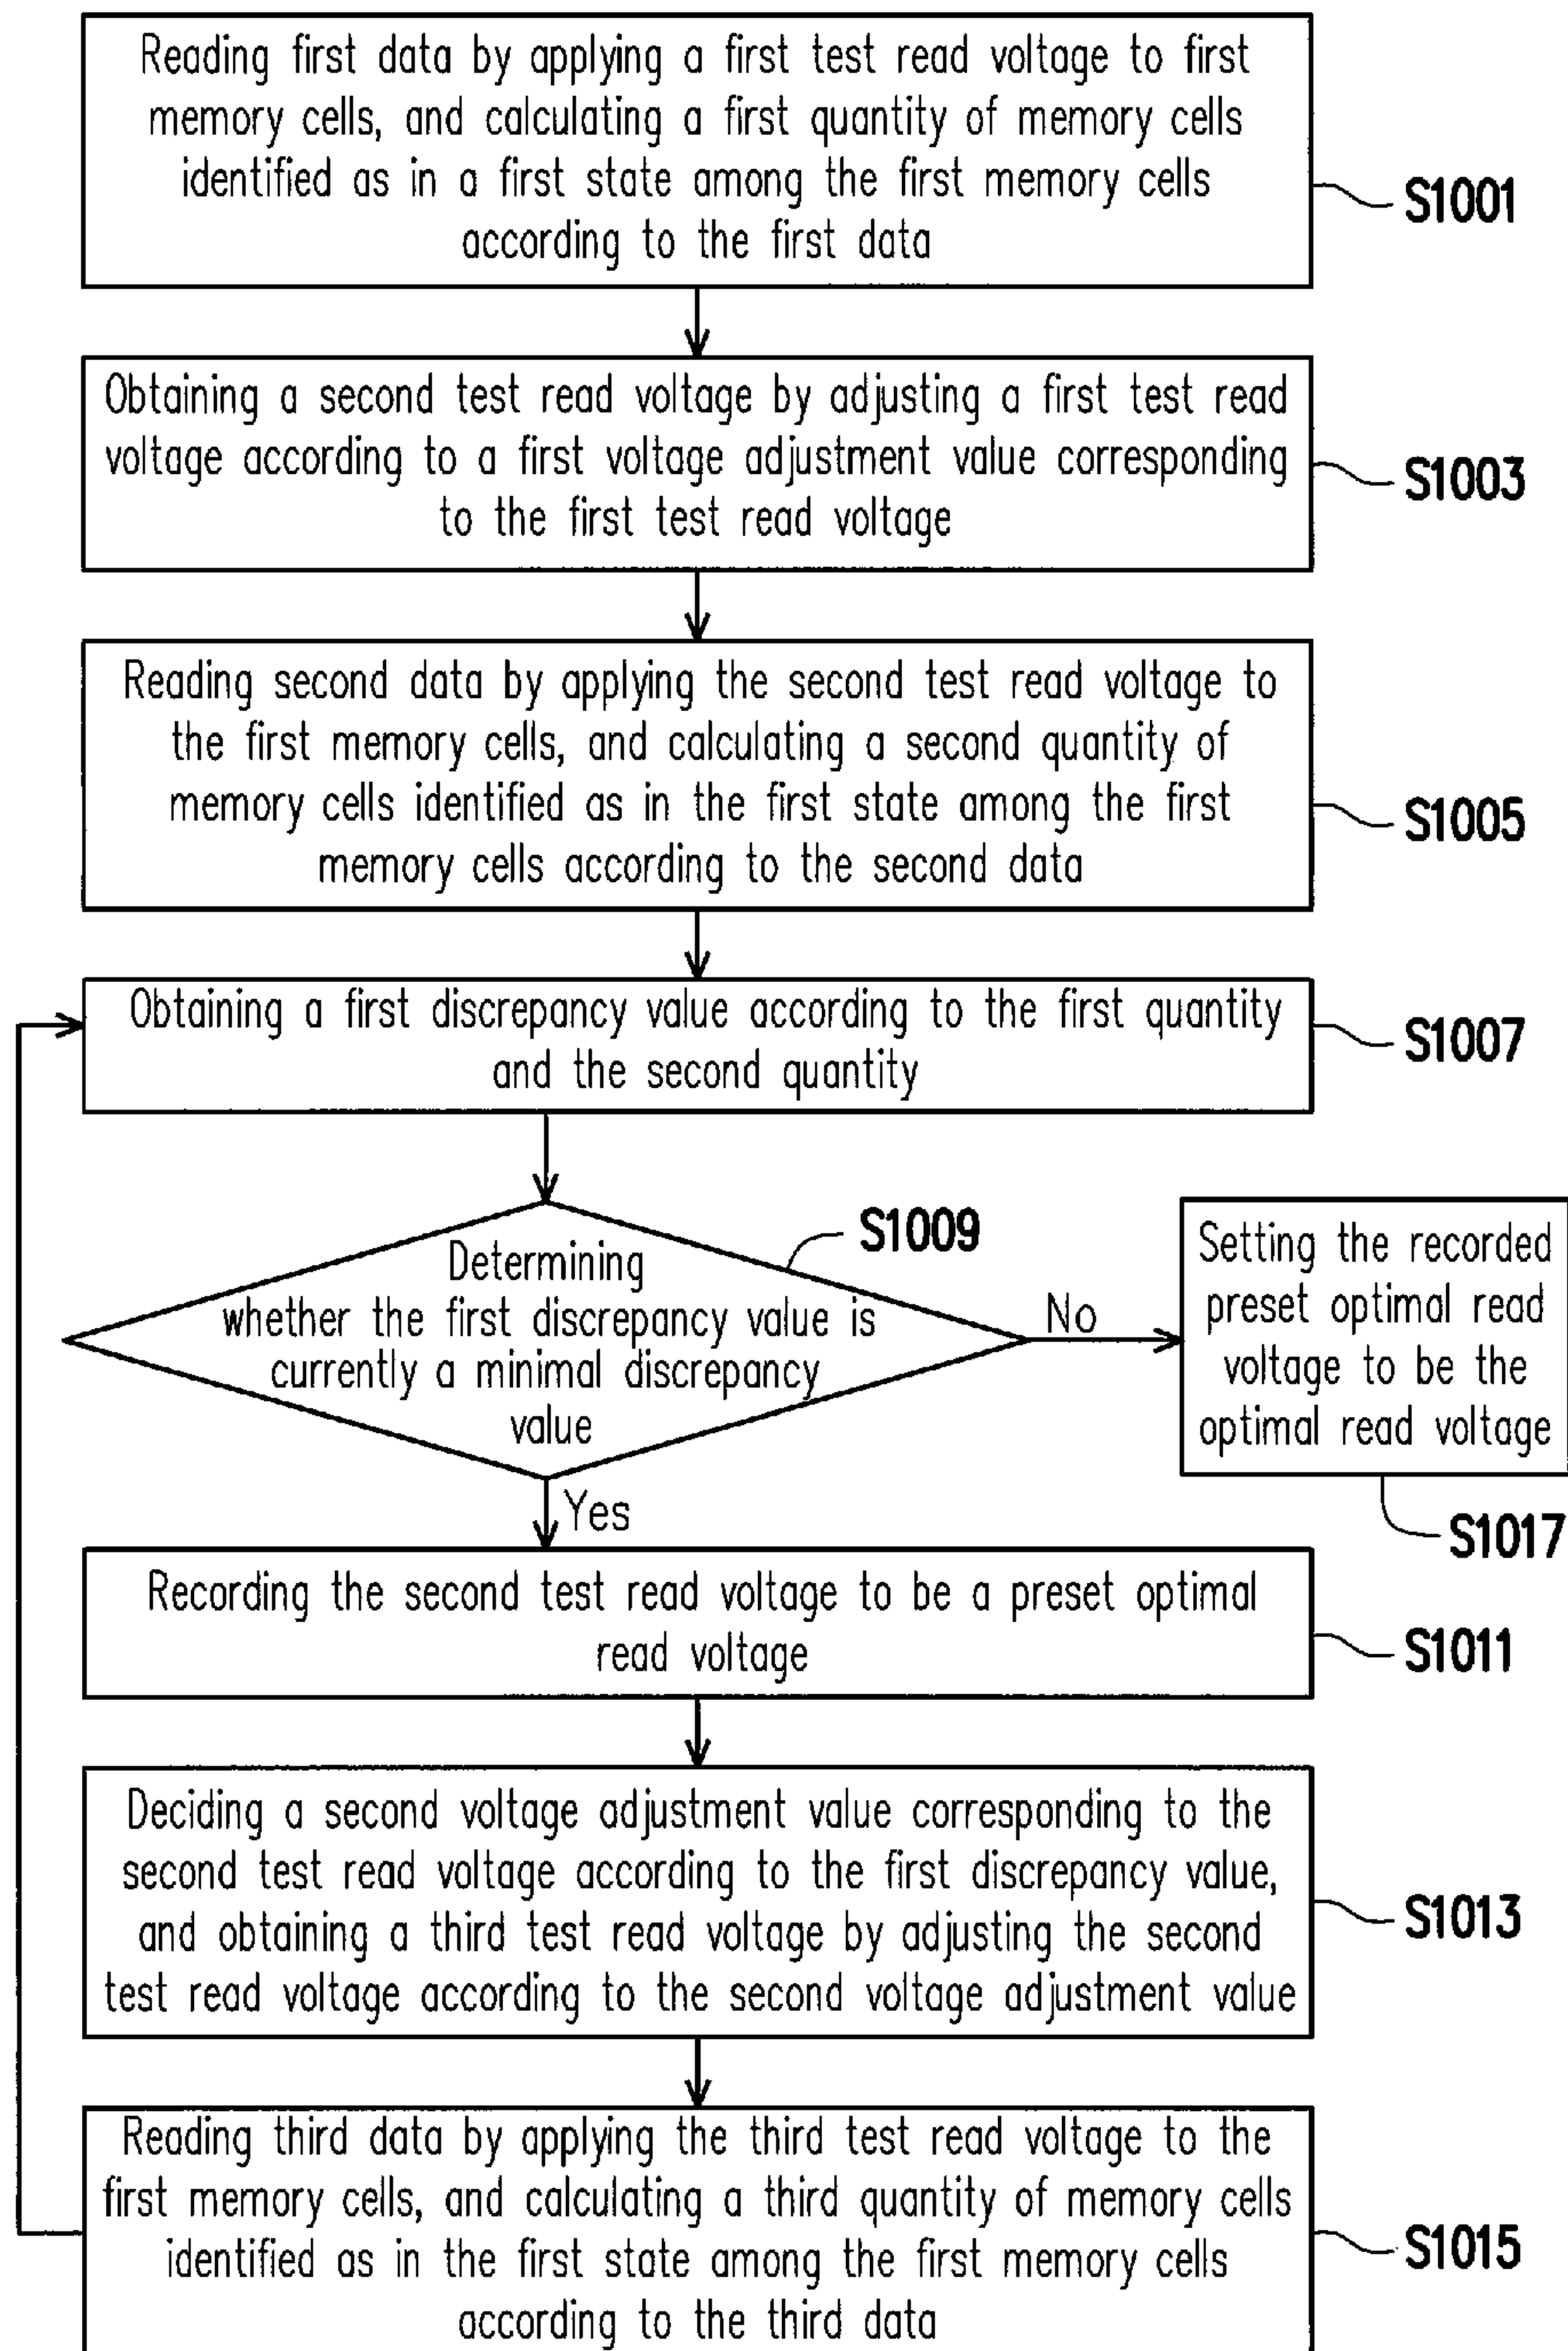 Reading first data by applying a first test read voltage to first
memory cells, and calculating a first quantity of memory cells
identified as in a first state among the first memory cells
according to the first data
S1001
Obtaining a second test read voltage by adjusting a first test read
voltage according to a first voltage adjustment value corresponding
to the first test read voltage
S1003
Reading second data by applying the second test read voltage to
the first memory cells, and calculating a second quantity of
memory cells identified as in the first state among the first
memory cells according to the second data
S1005
Obtaining a first discrepancy value according to the first quantity
and the second quantity
S1007
Determining
whether the first discrepancy value is
currently a minimal discrepancy
value
S1009
No
Setting the recorded
preset optimal read
voltage to be the
optimal read voltage
S1017
Yes
Recording the second test read voltage to be a preset optimal
read voltage
S1011
Deciding a second voltage adjustment value corresponding to the
second test read voltage according to the first discrepancy value,
and obtaining a third test read voltage by adjusting the second
test read voltage according to the second voltage adjustment value
S1013
Reading third data by applying the third test read voltage to the
first memory cells, and calculating a third quantity of memory cells
identified as in the first state among the first memory cells
according to the third data
S1015